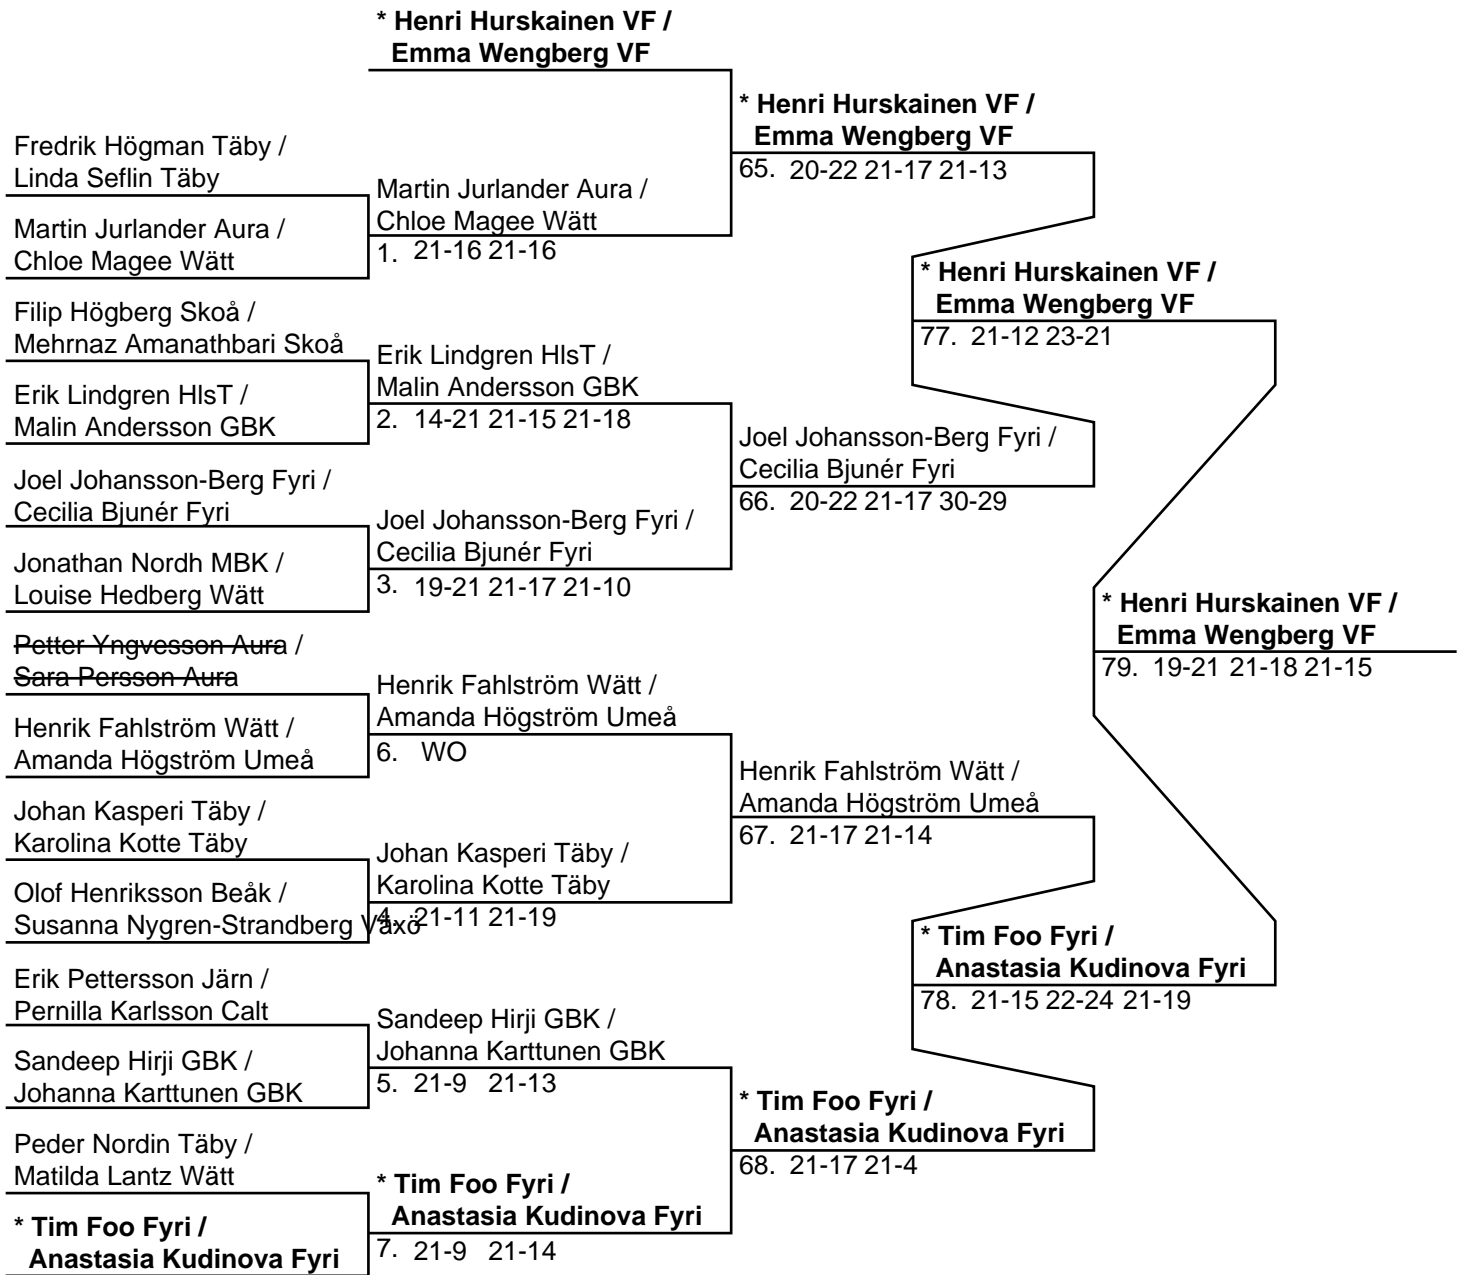 * Henri Hurskainen VF /
Emma Wengberg VF
Fredrik Högman Täby /
Linda Seflin Täby
Martin Jurlander Aura /
Chloe Magee Wätt
Filip Högberg Skoå /
Mehrnaz Amanathbari Skoå
Erik Lindgren HlsT /
Malin Andersson GBK
Joel Johansson-Berg Fyri /
Cecilia Bjunér Fyri
Jonathan Nordh MBK /
Louise Hedberg Wätt
Petter Yngvesson Aura /
Sara Persson Aura
Henrik Fahlström Wätt /
Amanda Högström Umeå
Johan Kasperi Täby /
Karolina Kotte Täby
Olof Henriksson Beåk /
Susanna Nygren-Strandberg Växö
Erik Pettersson Järn /
Pernilla Karlsson Calt
Sandeep Hirji GBK /
Johanna Karttunen GBK
Peder Nordin Täby /
Matilda Lantz Wätt
* Tim Foo Fyri /
Anastasia Kudinova Fyri
Martin Jurlander Aura /
Chloe Magee Wätt
1. 21-16 21-16
Erik Lindgren HlsT /
Malin Andersson GBK
2. 14-21 21-15 21-18
Joel Johansson-Berg Fyri /
Cecilia Bjunér Fyri
3. 19-21 21-17 21-10
Henrik Fahlström Wätt /
Amanda Högström Umeå
6. WO
Johan Kasperi Täby /
Karolina Kotte Täby
4. 21-11 21-19
Sandeep Hirji GBK /
Johanna Karttunen GBK
5. 21-9 21-13
* Tim Foo Fyri /
Anastasia Kudinova Fyri
7. 21-9 21-14
* Henri Hurskainen VF /
Emma Wengberg VF
65. 20-22 21-17 21-13
Joel Johansson-Berg Fyri /
Cecilia Bjunér Fyri
66. 20-22 21-17 30-29
Henrik Fahlström Wätt /
Amanda Högström Umeå
67. 21-17 21-14
* Tim Foo Fyri /
Anastasia Kudinova Fyri
68. 21-17 21-4
* Henri Hurskainen VF /
Emma Wengberg VF
77. 21-12 23-21
* Tim Foo Fyri /
Anastasia Kudinova Fyri
78. 21-15 22-24 21-19
* Henri Hurskainen VF /
Emma Wengberg VF
79. 19-21 21-18 21-15